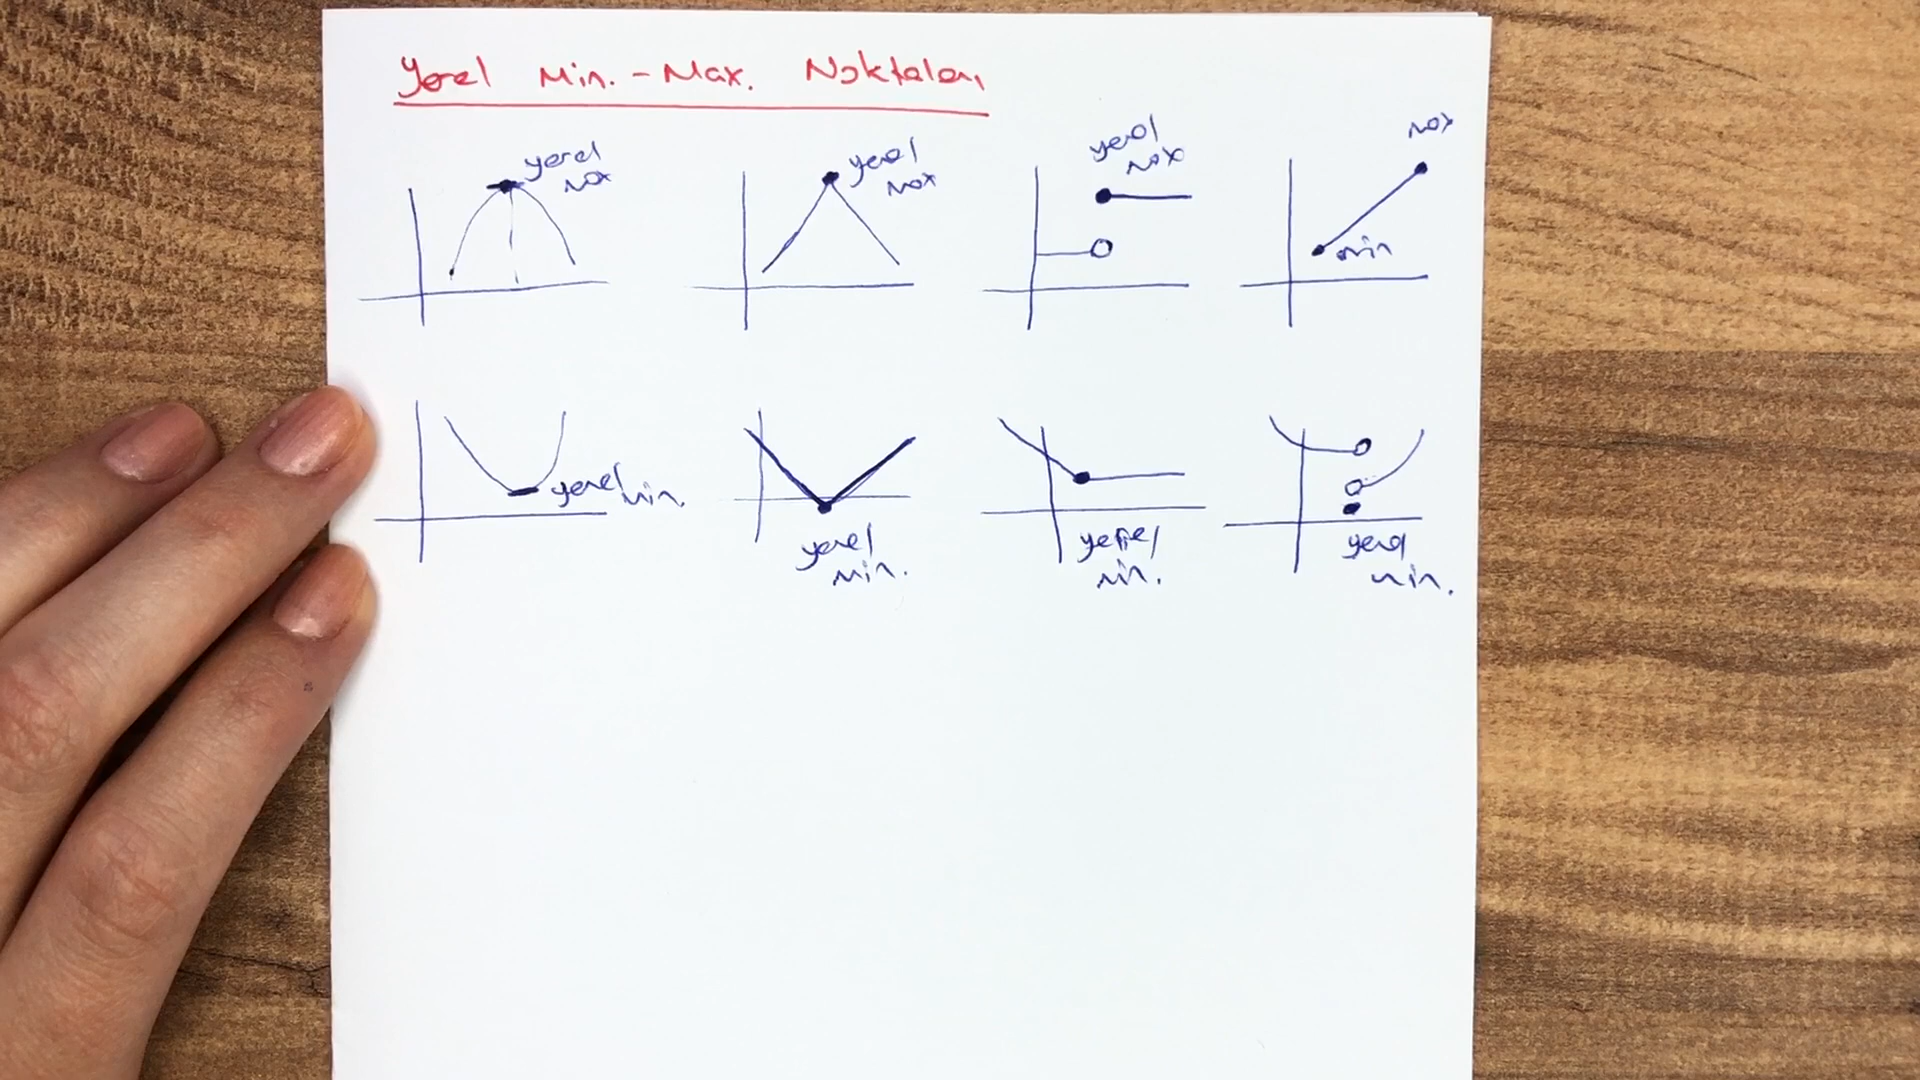 Yerel Min. - Max. Noktaları
yerel
max
yerel
max
yerel
max
max
min
yerel
min.
yerel
min.
yerel
min.
yerel
min.